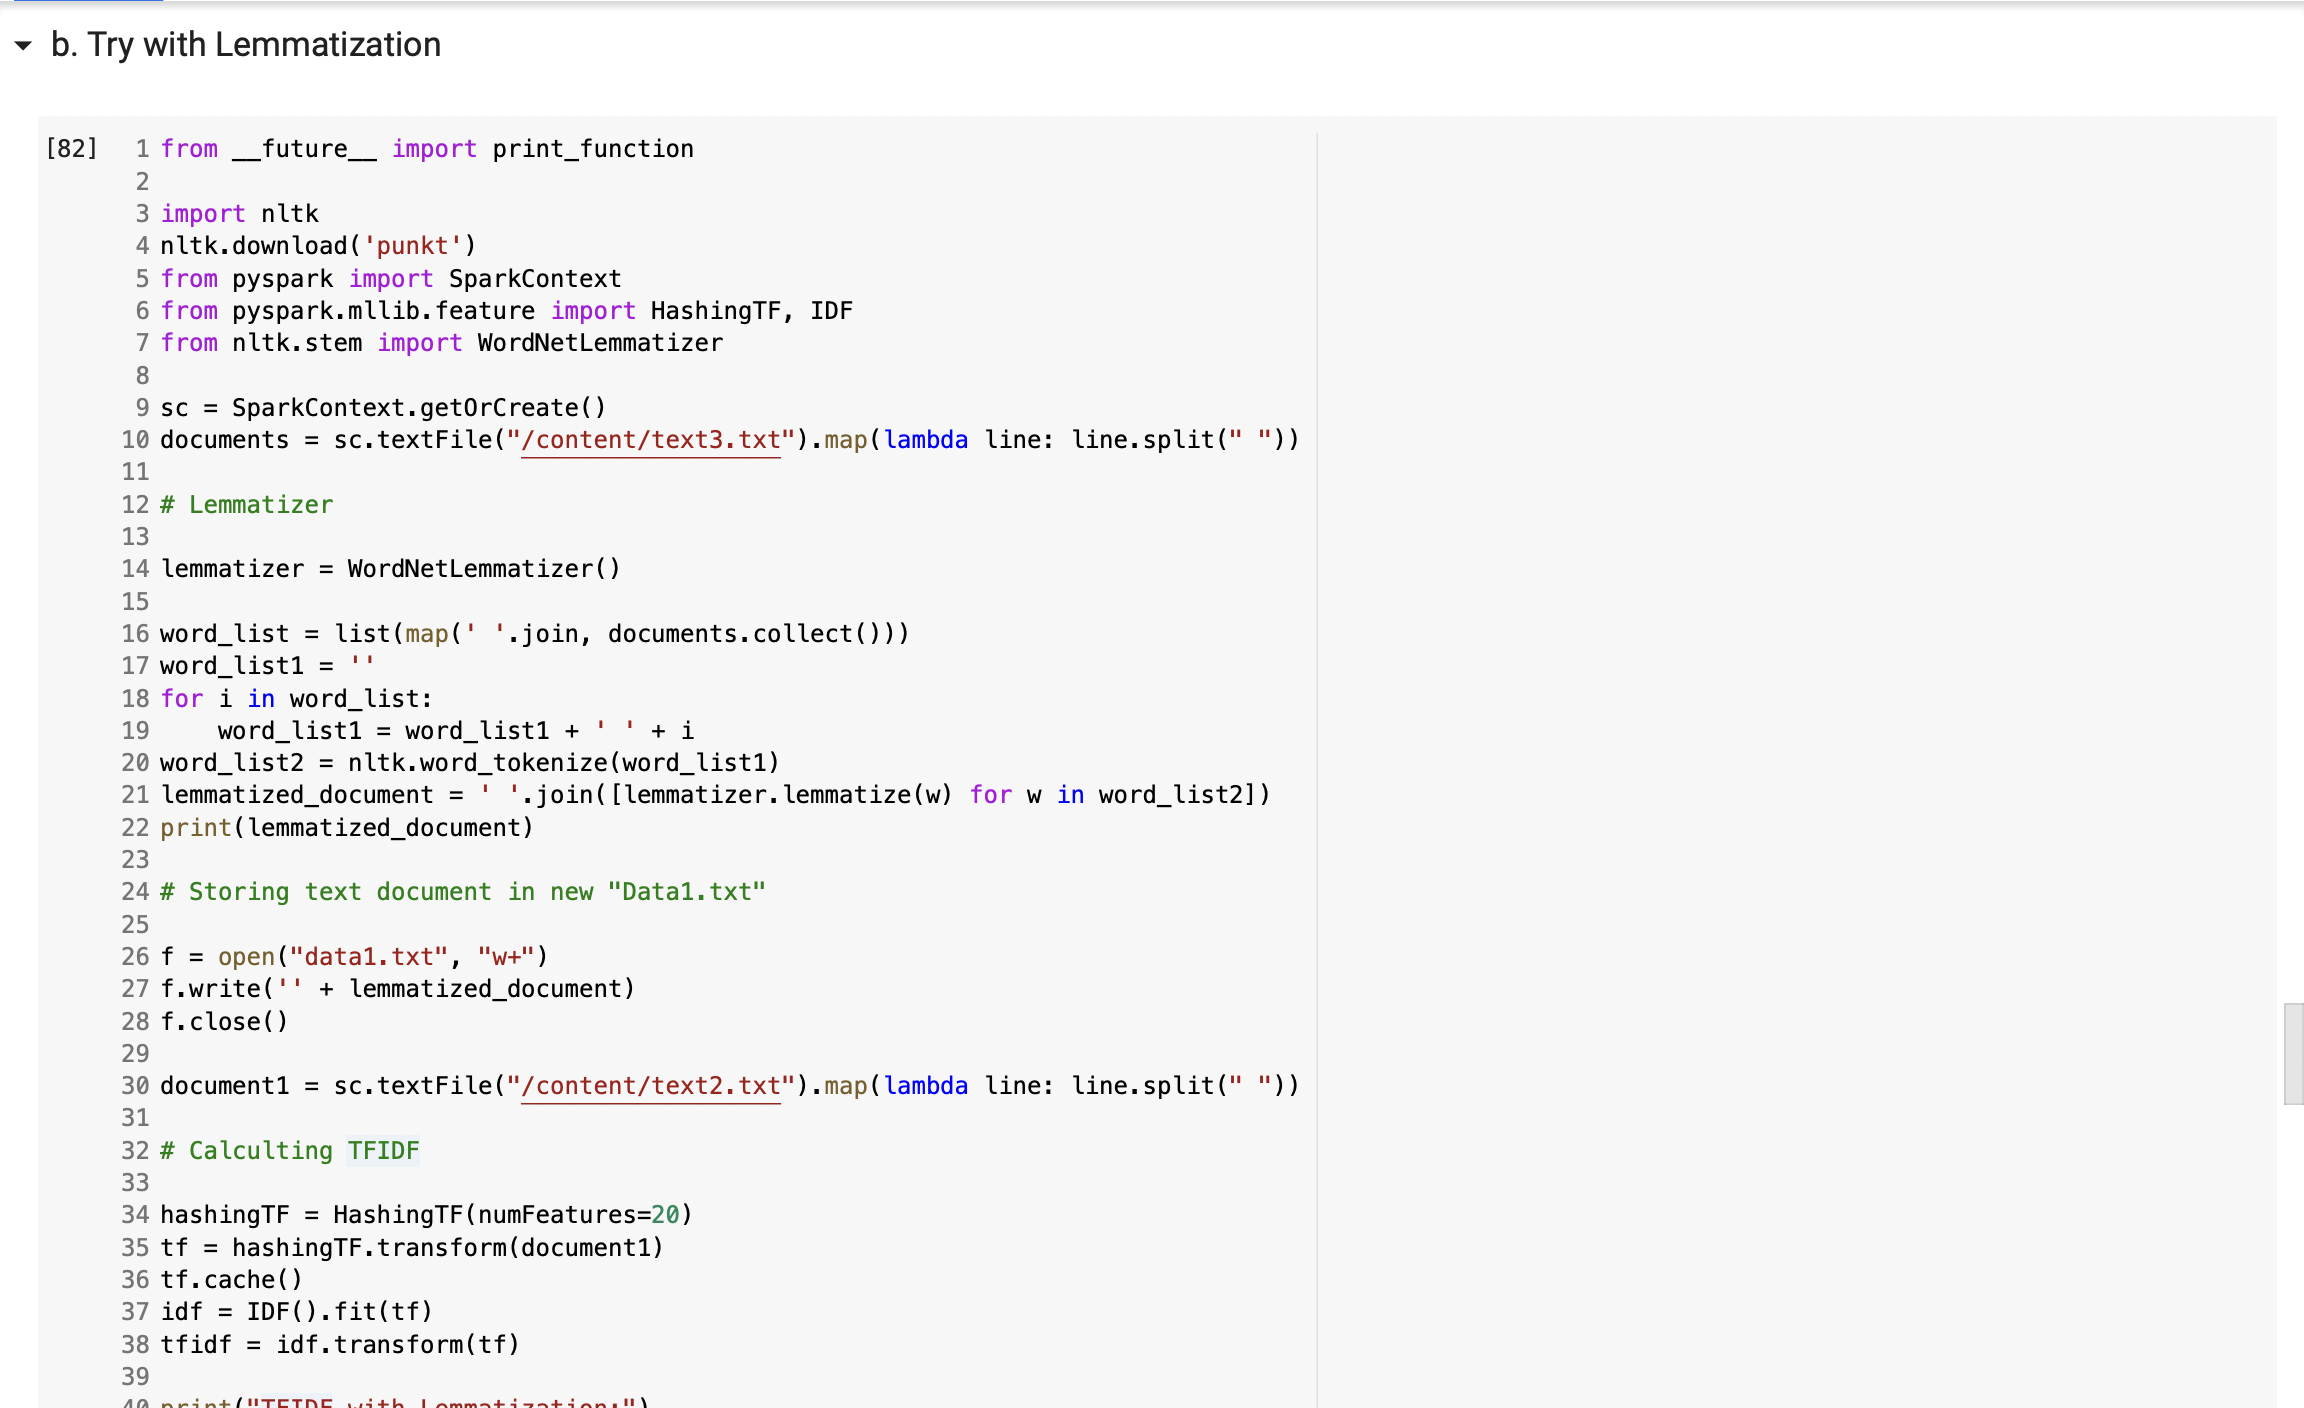 b. Try with Lemmatization
[82] 1 from __future__ import print_function
2
3 import nltk
4 nltk.download('punkt')
5 from pyspark import SparkContext
6 from pyspark.mllib.feature import HashingTF, IDF
7 from nltk.stem import WordNetLemmatizer
8
9 sc = SparkContext.getOrCreate()
10 documents = sc.textFile("/content/text3.txt").map(lambda line: line.split(" "))
11
12 # Lemmatizer
13
14 lemmatizer = WordNetLemmatizer()
15
16 word_list = list(map(' '.join, documents.collect()))
17 word_list1 = ''
18 for i in word_list:
19     word_list1 = word_list1 + ' ' + i
20 word_list2 = nltk.word_tokenize(word_list1)
21 lemmatized_document = ' '.join([lemmatizer.lemmatize(w) for w in word_list2])
22 print(lemmatized_document)
23
24 # Storing text document in new "Data1.txt"
25
26 f = open("data1.txt", "w+")
27 f.write('' + lemmatized_document)
28 f.close()
29
30 document1 = sc.textFile("/content/text2.txt").map(lambda line: line.split(" "))
31
32 # Calculting TFIDF
33
34 hashingTF = HashingTF(numFeatures=20)
35 tf = hashingTF.transform(document1)
36 tf.cache()
37 idf = IDF().fit(tf)
38 tfidf = idf.transform(tf)
39
40 print("TFIDF with Lemmatization:")